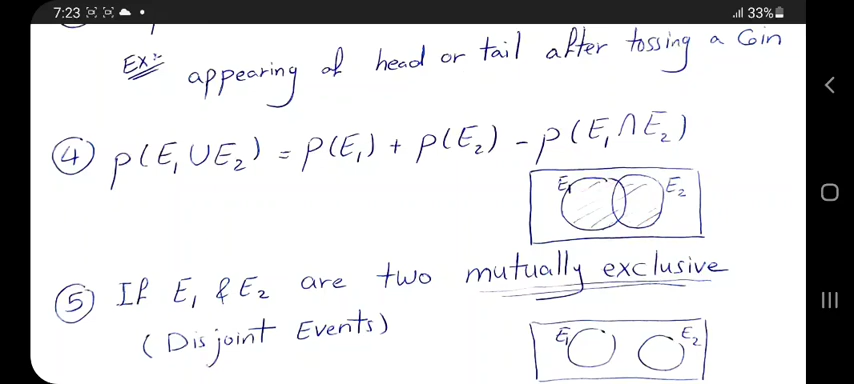 7:23
33%
Ex:-
appearing of head or tail after tossing a Coin
④ P(E₁∪E₂) = P(E₁) + P(E₂) - P(E₁∩E₂)
E₁ E₂
⑤ If E₁ & E₂ are two mutually exclusive
(Disjoint Events)
E₁ E₂